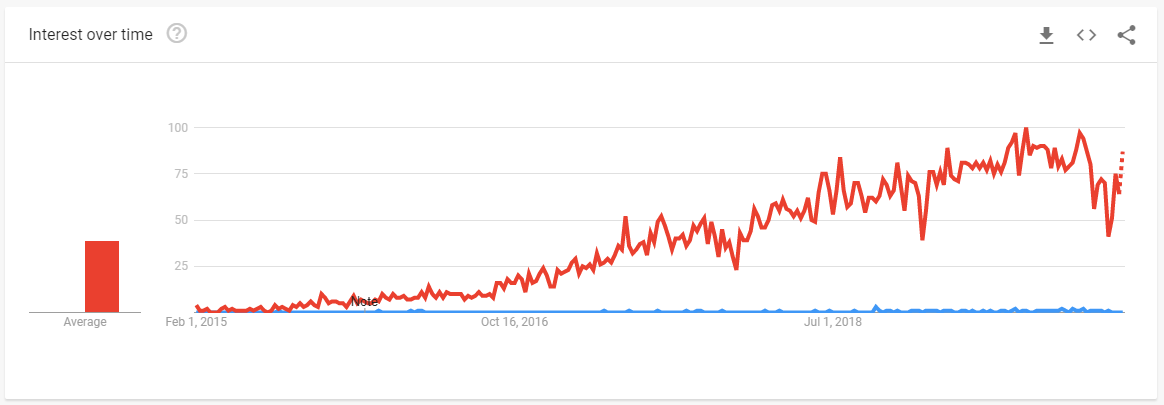 Interest over time
100
75
50
25
Note
Average
Feb 1, 2015
Oct 16, 2016
Jul 1, 2018